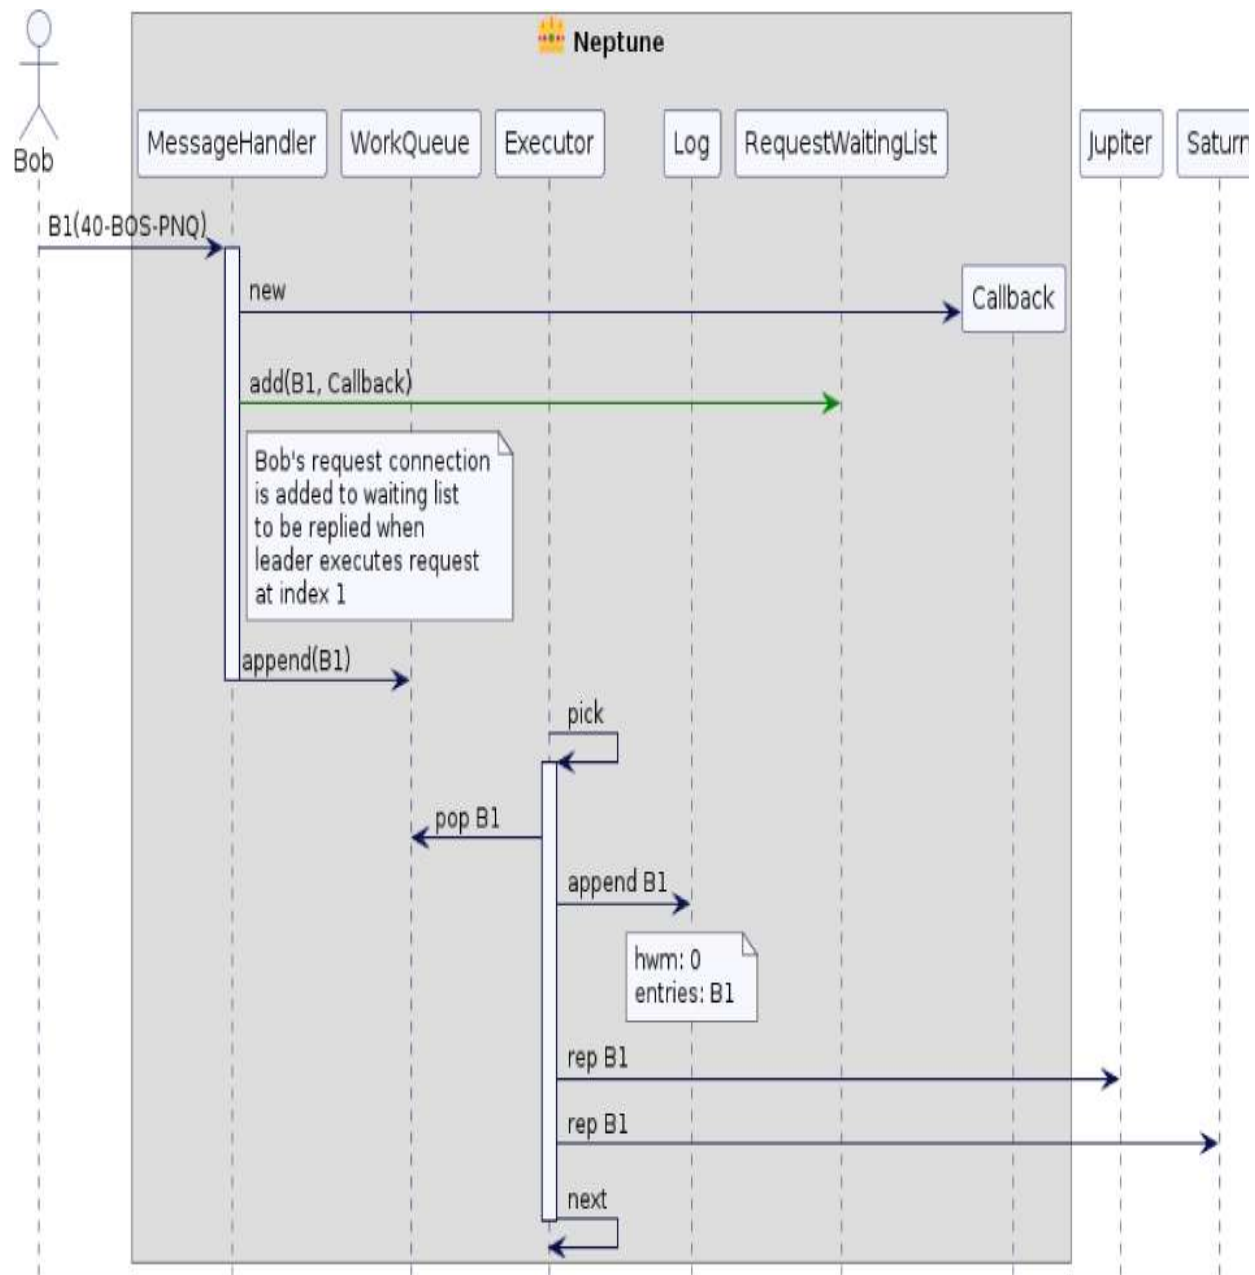 Neptune
MessageHandler
WorkQueue
Executor
Log
RequestWaitingList
Jupiter
Saturn
Bob
B1(40-BOS-PNQ)
new
Callback
add(B1, Callback)
Bob's request connection
is added to waiting list
to be replied when
leader executes request
at index 1
append(B1)
pick
pop B1
append B1
hwm: 0
entries: B1
rep B1
rep B1
next